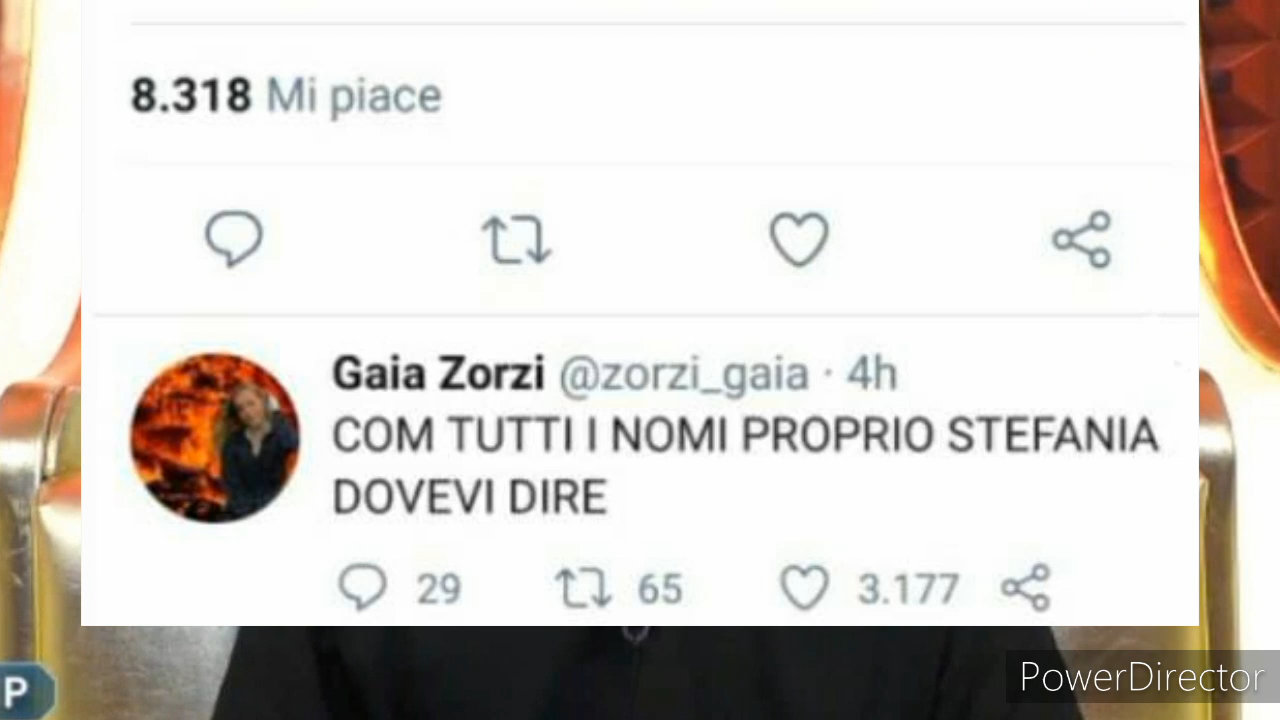 8.318 Mi piace
Gaia Zorzi @zorzi_gaia · 4h
COM TUTTI I NOMI PROPRIO STEFANIA
DOVEVI DIRE
29 65 3.177
P
PowerDirector